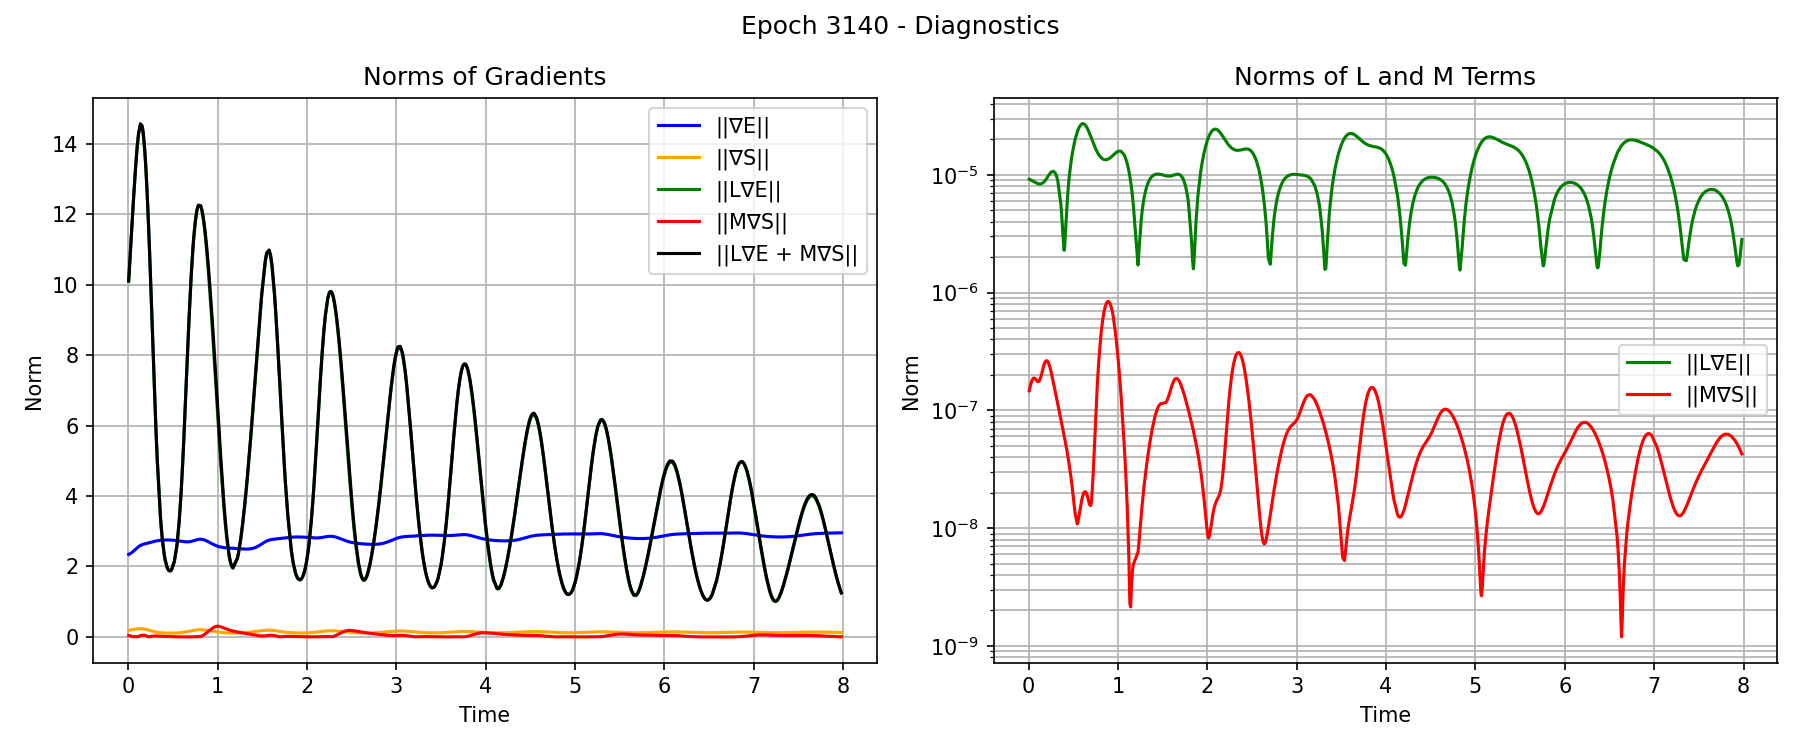 Epoch 3140 - Diagnostics
Norms of Gradients
Norm
14
12
10
8
6
4
2
0
0 1 2 3 4 5 6 7 8
Time
||∇E||
||∇S||
||L∇E||
||M∇S||
||L∇E + M∇S||
Norms of L and M Terms
Norm
10⁻⁵
10⁻⁶
10⁻⁷
10⁻⁸
10⁻⁹
0 1 2 3 4 5 6 7 8
Time
||L∇E||
||M∇S||